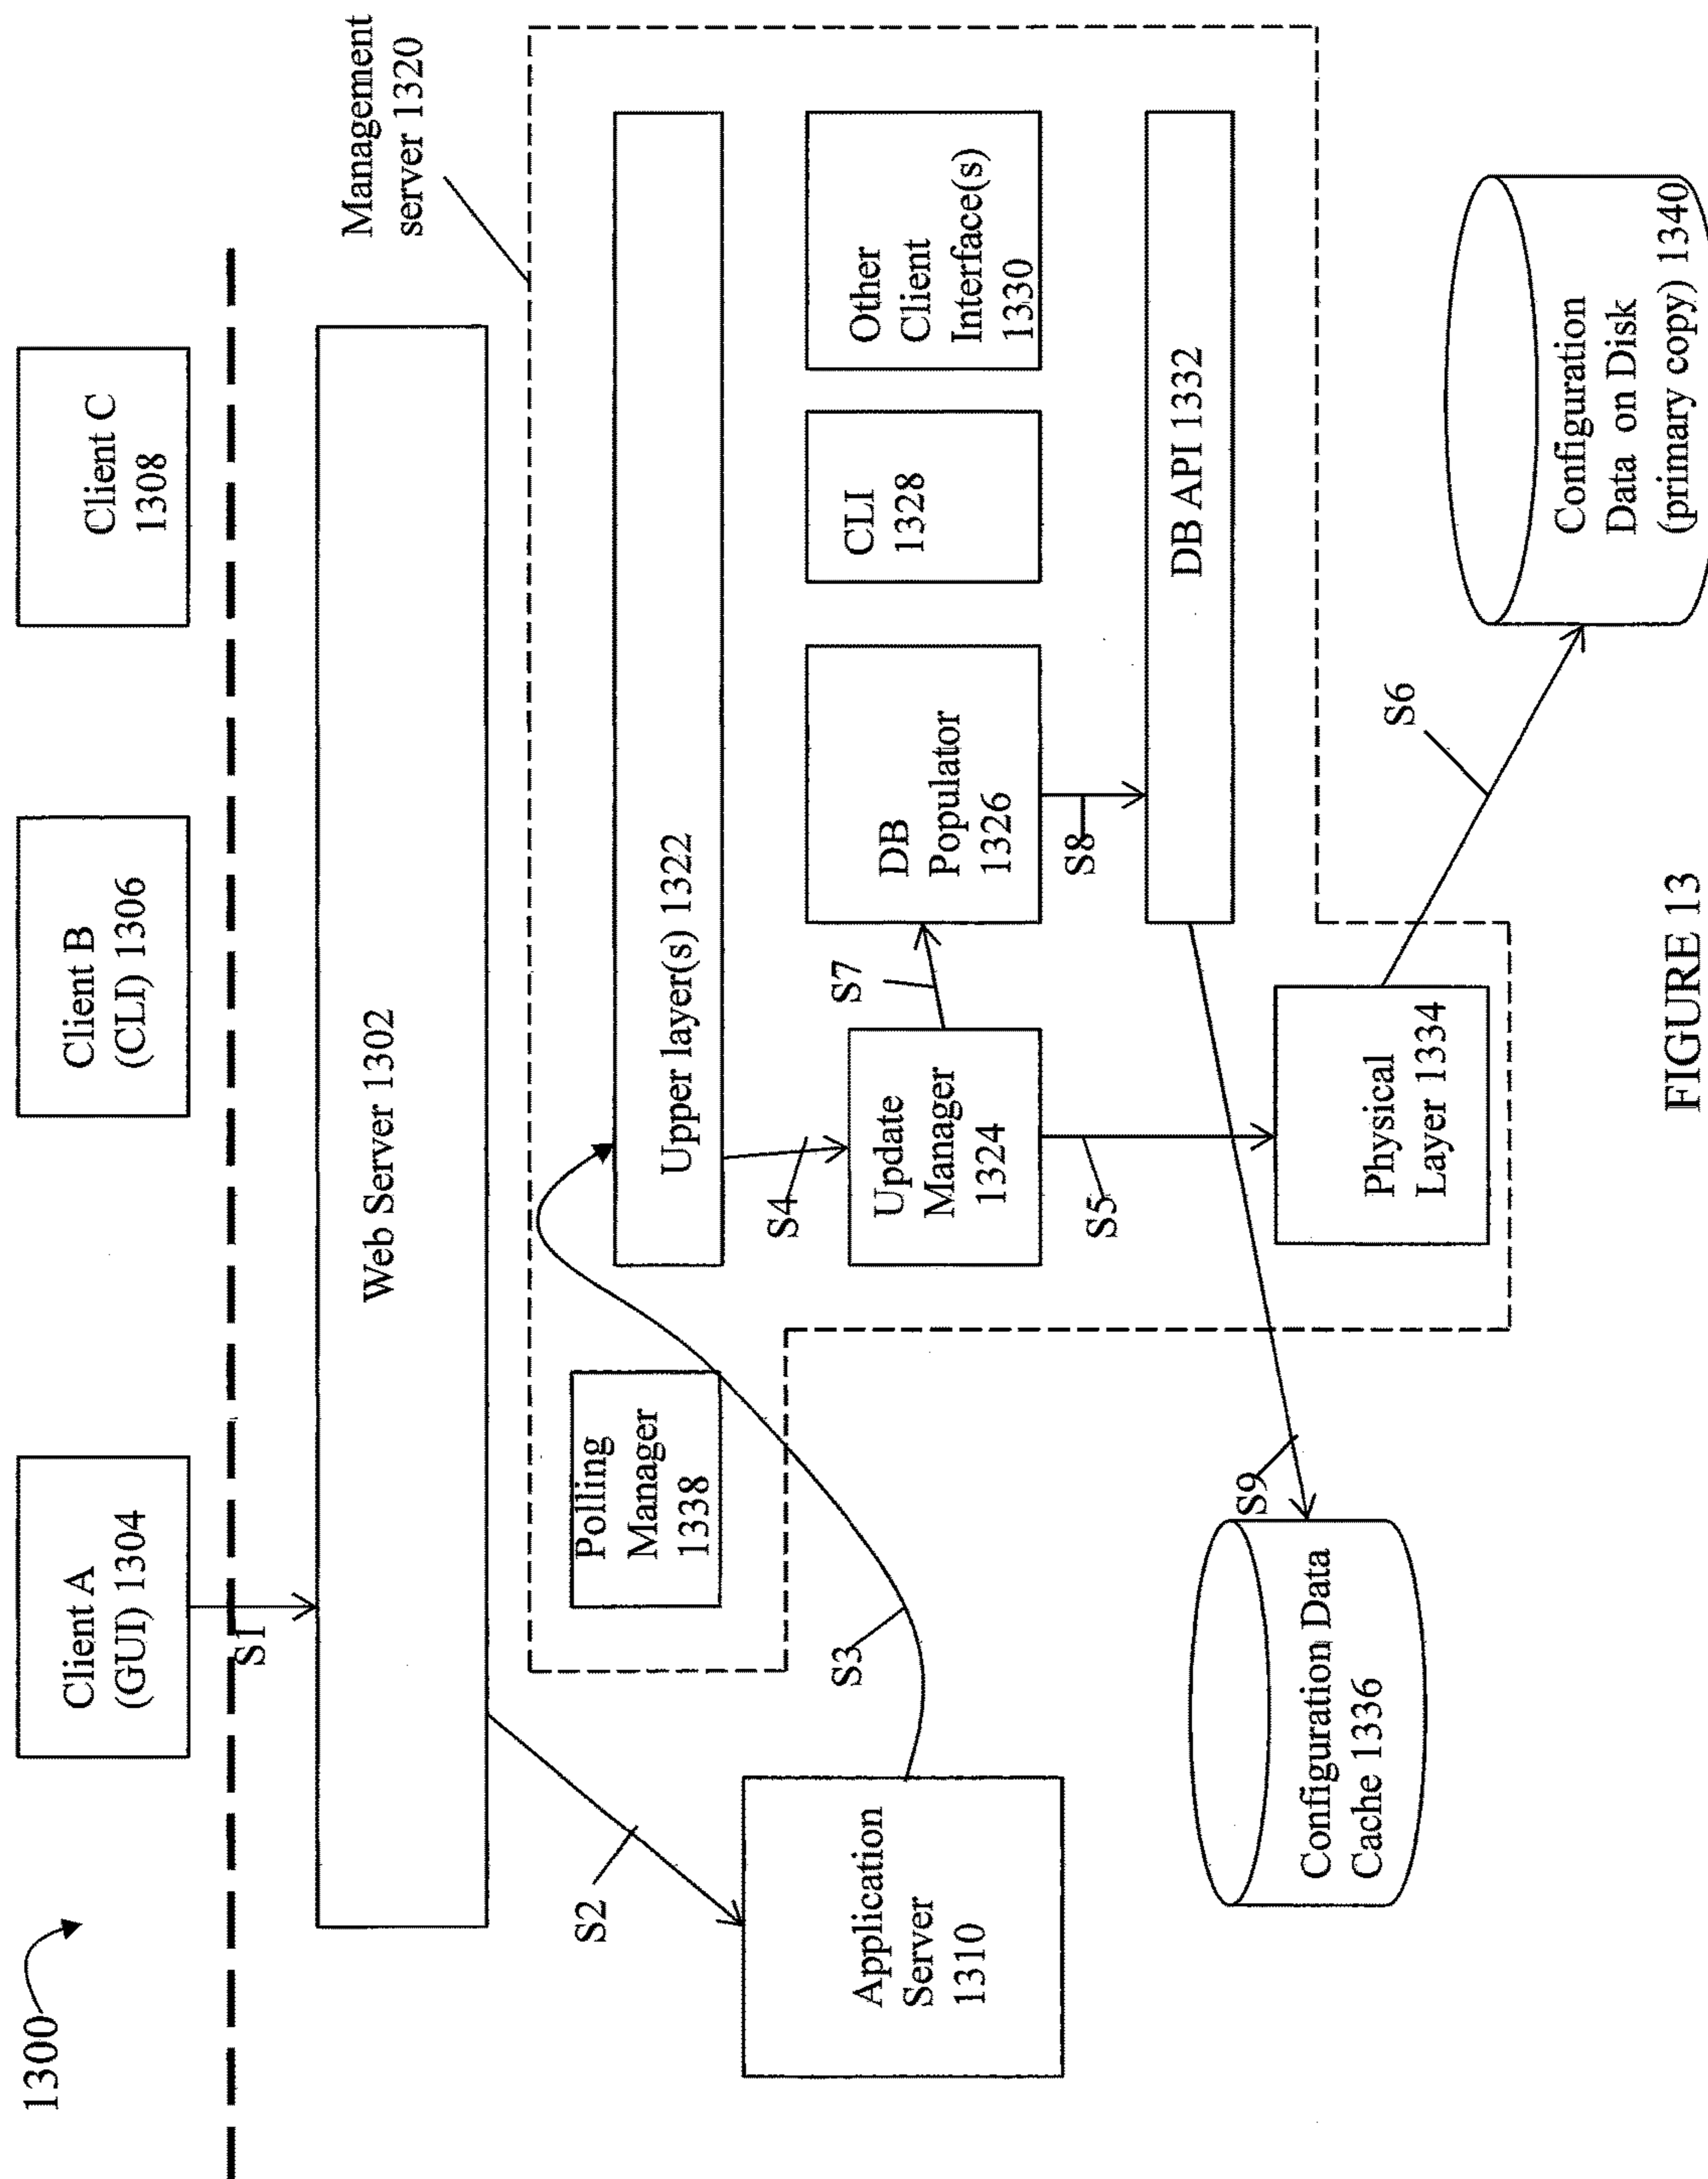 1300
Client A
(GUI) 1304
Client B
(CLI) 1306
Client C
1308
S1
Web Server 1302
Management
server 1320
S2
Polling
Manager
1338
Upper layer(s) 1322
S3
S4
Application
Server
1310
Update
Manager
1324
S7
DB
Populator
1326
CLI
1328
Other
Client
Interface(s)
1330
S5
S8
DB API 1332
S9
Configuration Data
Cache 1336
Physical
Layer 1334
S6
Configuration
Data on Disk
(primary copy) 1340
FIGURE 13